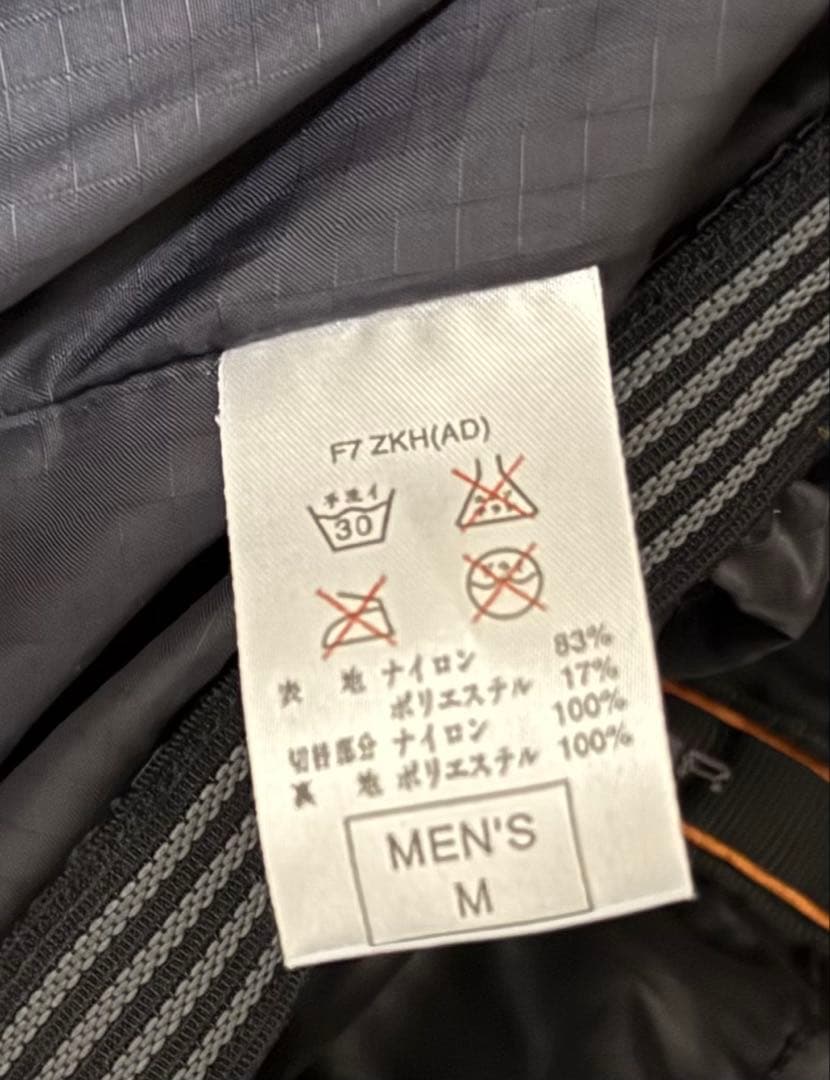 F7 ZKH(AD)
手洗イ
30
表 地 ナイロン 83%
ポリエステル 17%
切替部分 ナイロン 100%
裏 地 ポリエステル 100%
MEN'S
M